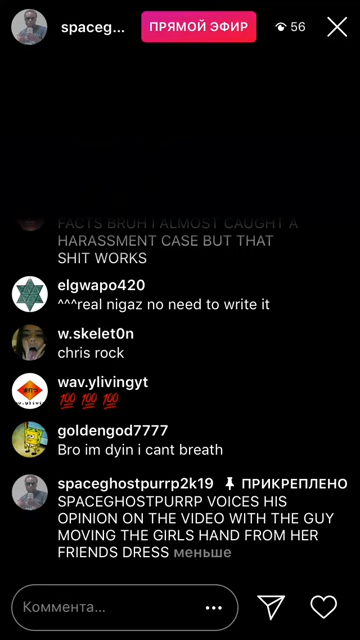 spaceg...
ПРЯМОЙ ЭФИР
56
FACTS BRUH I ALMOST CAUGHT A
HARASSMENT CASE BUT THAT
SHIT WORKS
elgwapo420
^^^real nigaz no need to write it
w.skelet0n
chris rock
wav.ylivingyt
💯 💯 💯
goldengod7777
Bro im dyin i cant breath
spaceghostpurrp2k19 ПРИКРЕПЛЕНО
SPACEGHOSTPURRP VOICES HIS
OPINION ON THE VIDEO WITH THE GUY
MOVING THE GIRLS HAND FROM HER
FRIENDS DRESS меньше
Коммента...